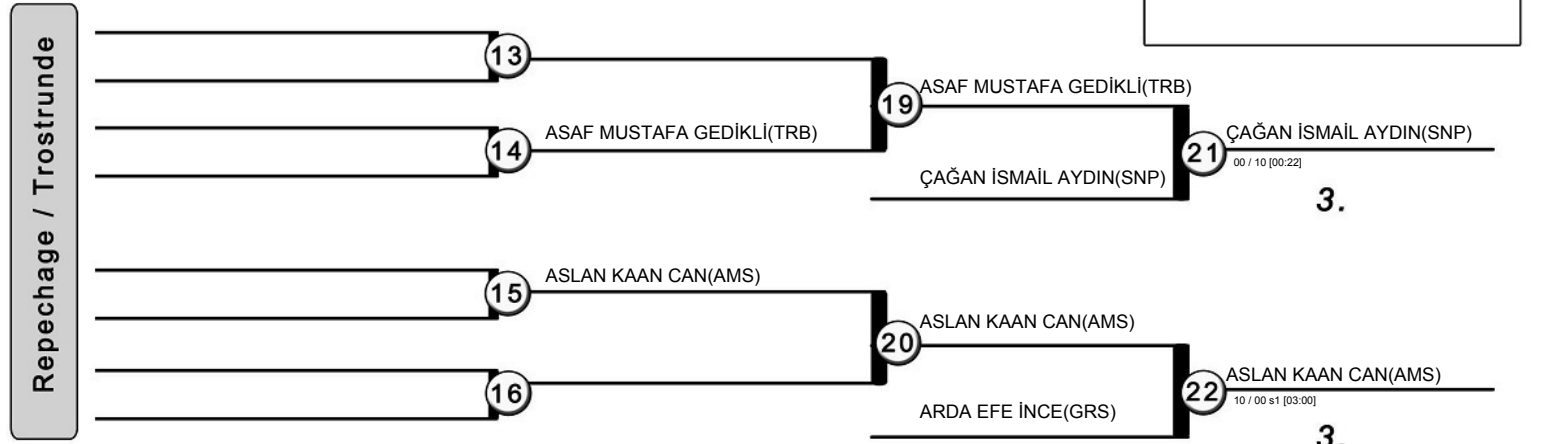 Repechage / Trostrunde
13
19
ASAF MUSTAFA GEDİKLİ(TRB)
14
ASAF MUSTAFA GEDİKLİ(TRB)
21
ÇAĞAN İSMAİL AYDIN(SNP)
00 / 10 [00:22]
ÇAĞAN İSMAİL AYDIN(SNP)
3.
15
ASLAN KAAN CAN(AMS)
20
ASLAN KAAN CAN(AMS)
16
22
ASLAN KAAN CAN(AMS)
10 / 00 s1 [03:00]
ARDA EFE İNCE(GRS)
3.